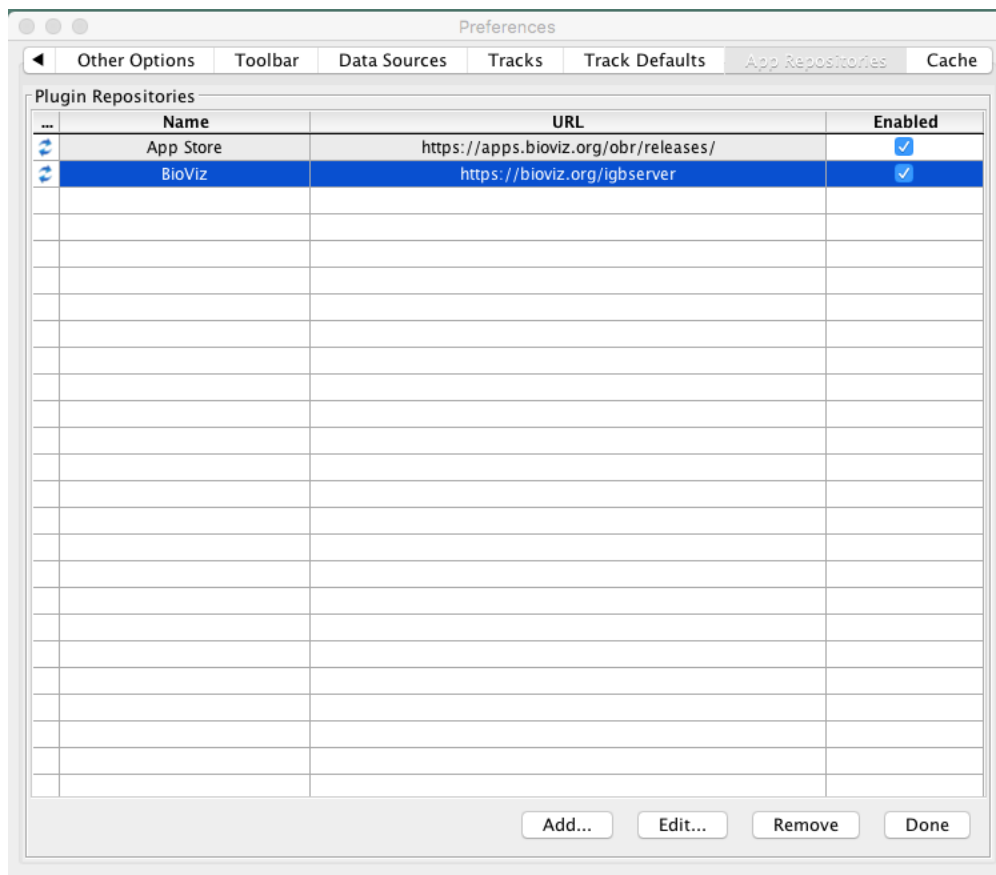 Preferences
◀ Other Options Toolbar Data Sources Tracks Track Defaults App Repositories Cache
Plugin Repositories
... Name URL Enabled
App Store https://apps.bioviz.org/obr/releases/
BioViz https://bioviz.org/igbserver
Add... Edit... Remove Done